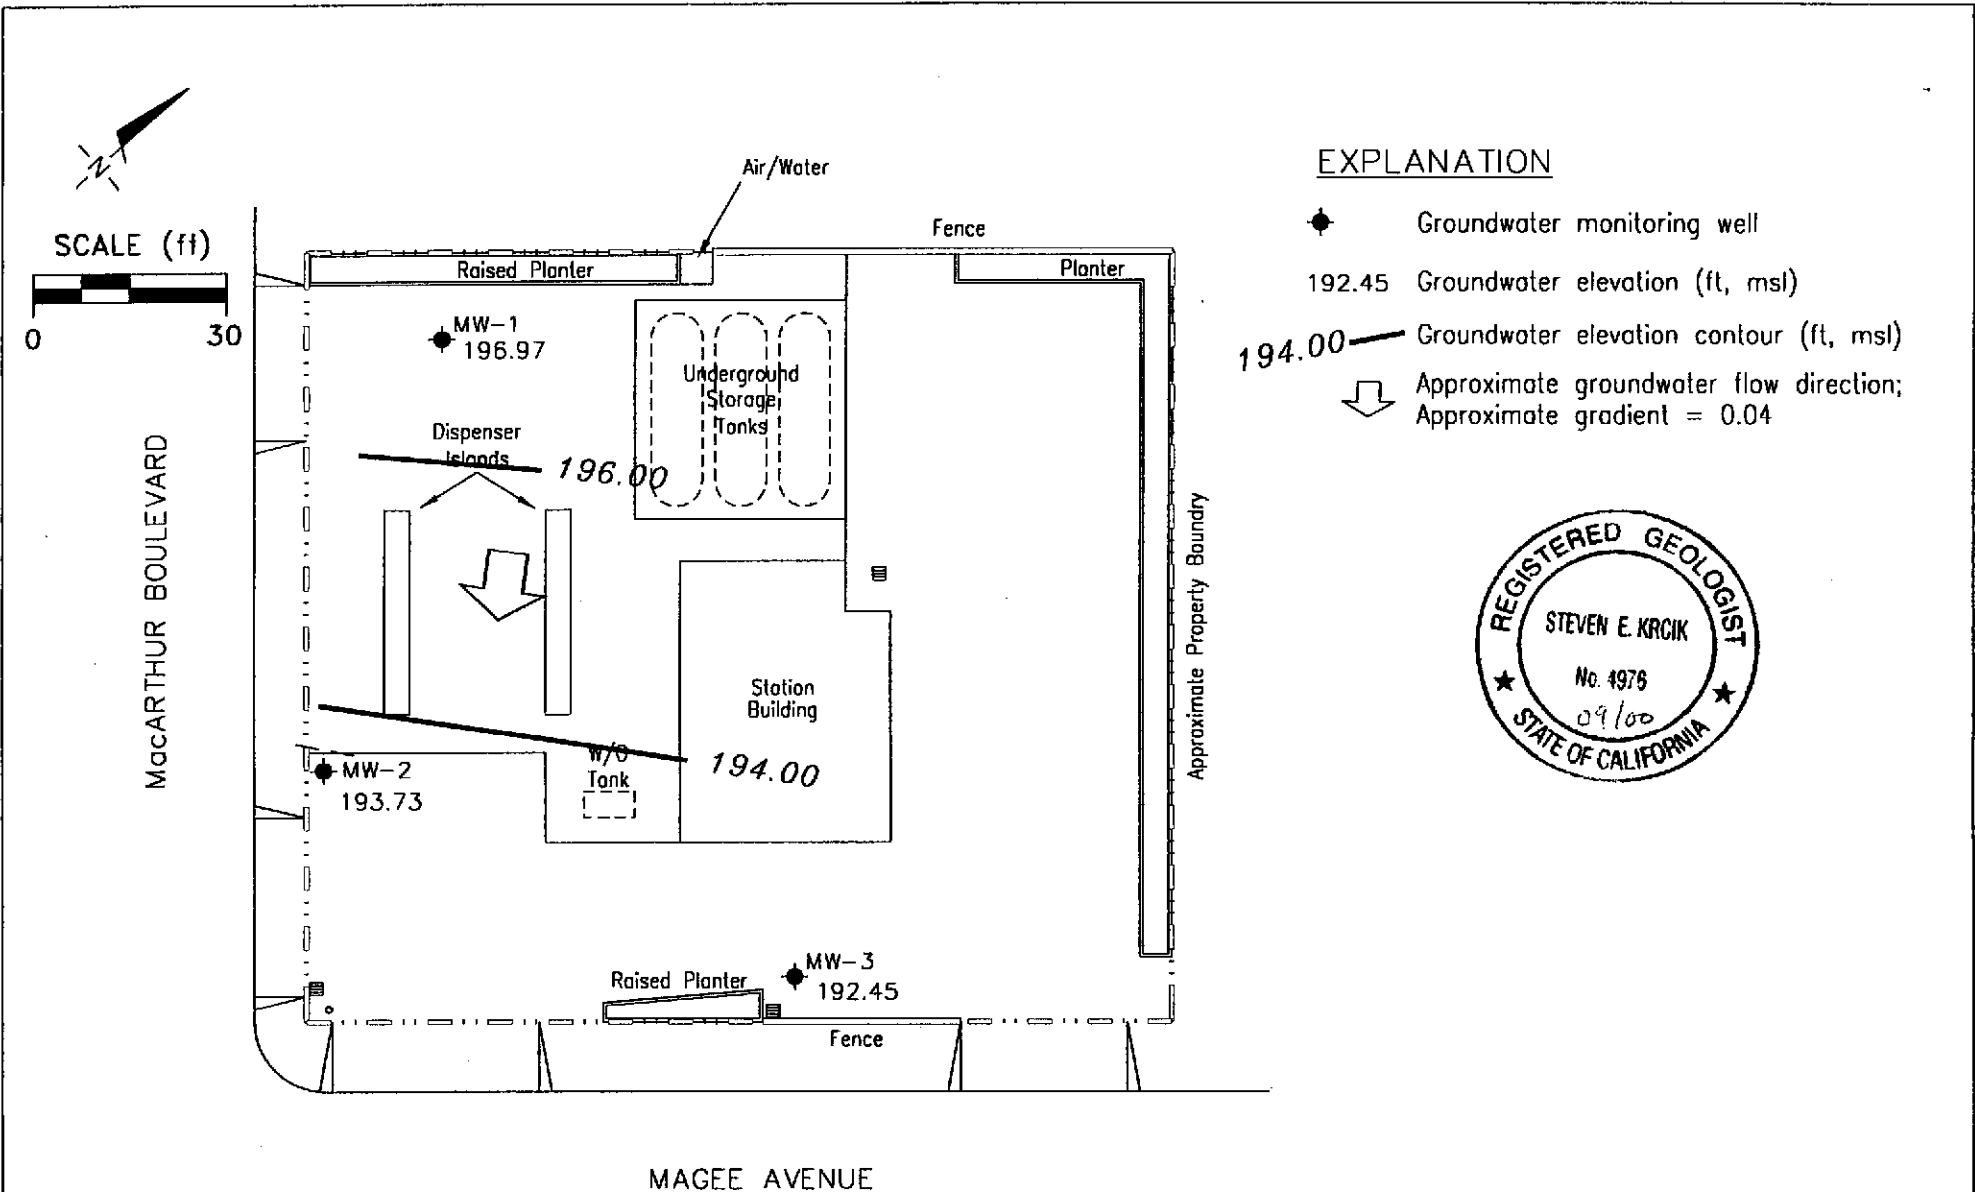 N
SCALE (ft)
0 30
Air/Water
Fence
Raised Planter
Planter
MW-1
196.97
Underground
Storage
Tanks
Dispenser
Islands
196.00
MacARTHUR BOULEVARD
Station
Building
W/O
Tank
194.00
MW-2
193.73
MW-3
192.45
Raised Planter
Fence
Approximate Property Boundry
MAGEE AVENUE
EXPLANATION
Groundwater monitoring well
192.45 Groundwater elevation (ft, msl)
194.00 Groundwater elevation contour (ft, msl)
Approximate groundwater flow direction;
Approximate gradient = 0.04
REGISTERED GEOLOGIST
STEVEN E. KRCIK
No. 4976
09/00
STATE OF CALIFORNIA